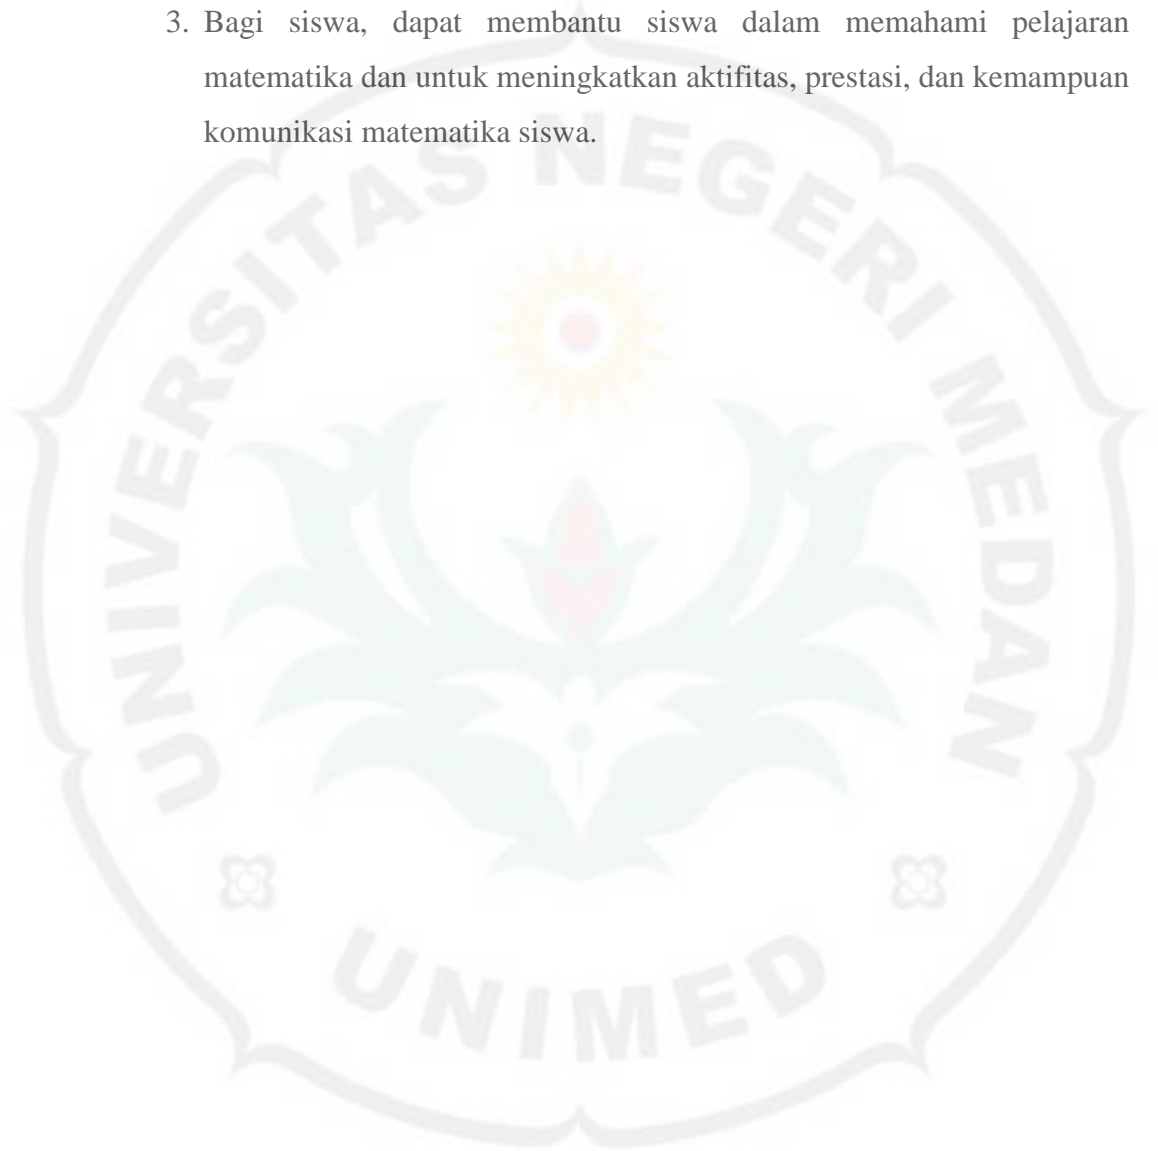 3. Bagi siswa, dapat membantu siswa dalam memahami pelajaran
matematika dan untuk meningkatkan aktifitas, prestasi, dan kemampuan
komunikasi matematika siswa.
UNIVERSITAS NEGERI MEDAN
UNIMED